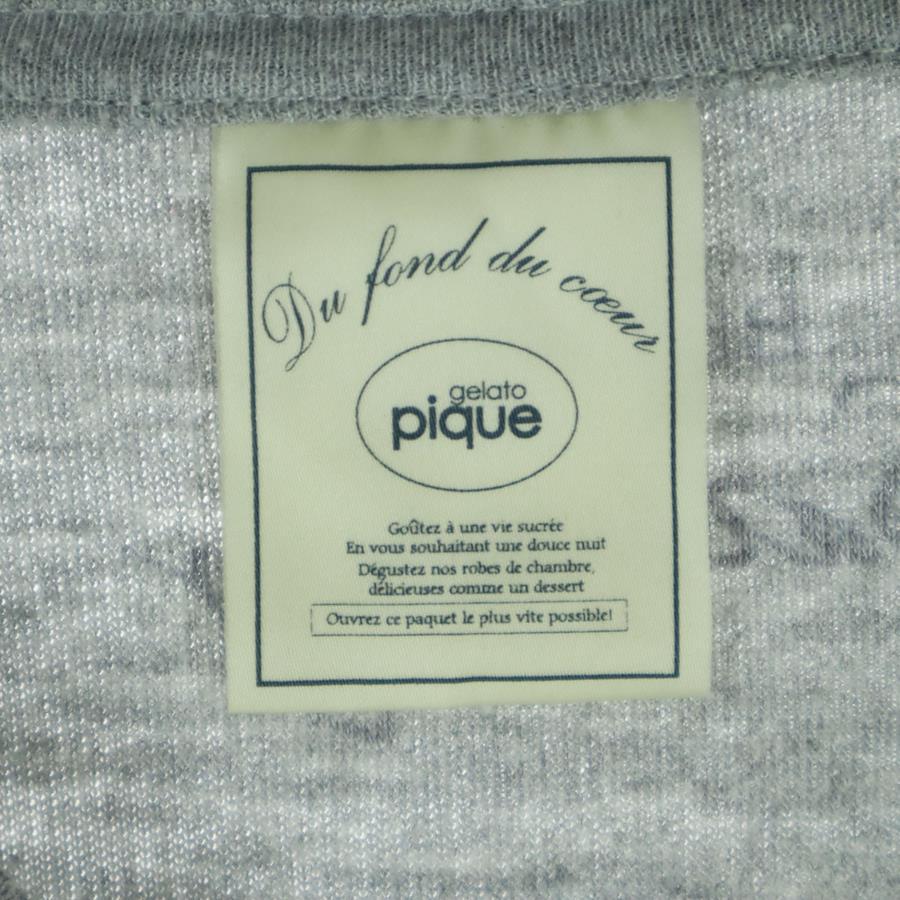 Du fond du cœur
gelato
pique
Goûtez à une vie sucrée
En vous souhaitant une douce nuit
Dégustez nos robes de chambre,
délicieuses comme un dessert
Ouvrez ce paquet le plus vite possible!